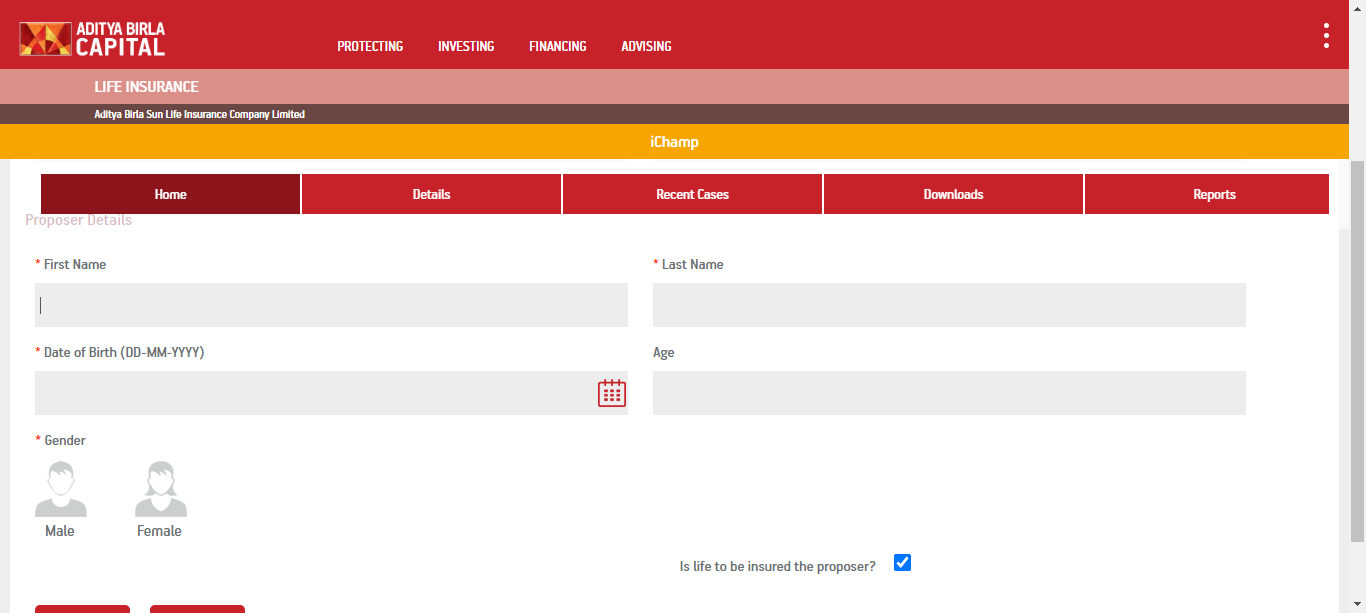 ADITYA BIRLA
CAPITAL
PROTECTING INVESTING FINANCING ADVISING
LIFE INSURANCE
Aditya Birla Sun Life Insurance Company Limited
iChamp
Home Details Recent Cases Downloads Reports
Proposer Details
* First Name * Last Name
* Date of Birth (DD-MM-YYYY) Age
* Gender
Male Female
Is life to be insured the proposer?